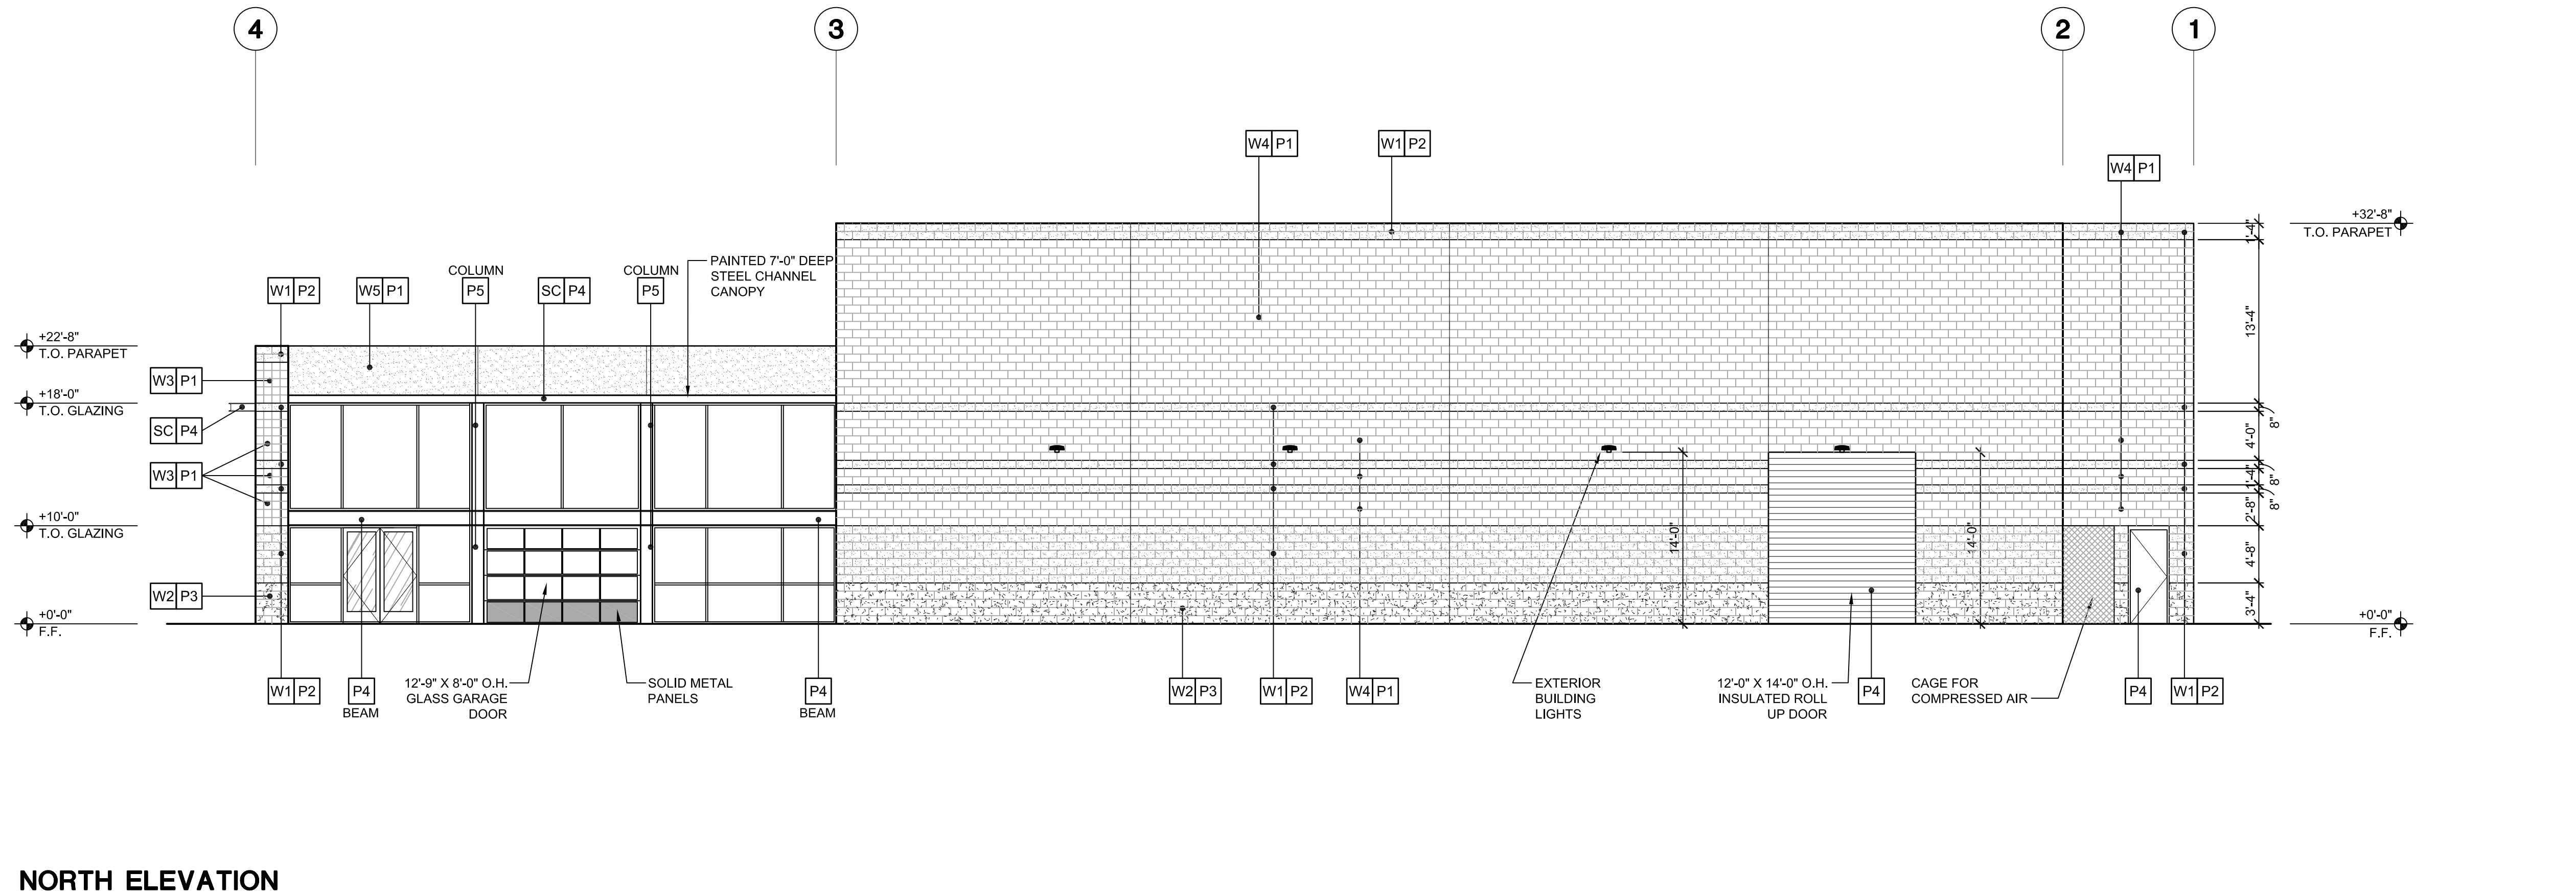 4
3
2
1
W4 P1
W1 P2
W4 P1
+32'-8"
T.O. PARAPET
1'-4"
13'-4"
8"
4'-0"
8"
1'-4"
8"
2'-8"
4'-8"
3'-4"
PAINTED 7'-0" DEEP
STEEL CHANNEL
CANOPY
COLUMN
COLUMN
W1 P2
W5 P1
P5
SC P4
P5
+22'-8"
T.O. PARAPET
W3 P1
+18'-0"
T.O. GLAZING
SC P4
W3 P1
+10'-0"
T.O. GLAZING
14'-0"
14'-0"
W2 P3
+0'-0"
F.F.
+0'-0"
F.F.
W1 P2
P4
BEAM
12'-9" X 8'-0" O.H.
GLASS GARAGE
DOOR
SOLID METAL
PANELS
P4
BEAM
W2 P3
W1 P2
W4 P1
EXTERIOR
BUILDING
LIGHTS
12'-0" X 14'-0" O.H.
INSULATED ROLL
UP DOOR
P4
CAGE FOR
COMPRESSED AIR
P4
W1 P2
NORTH ELEVATION